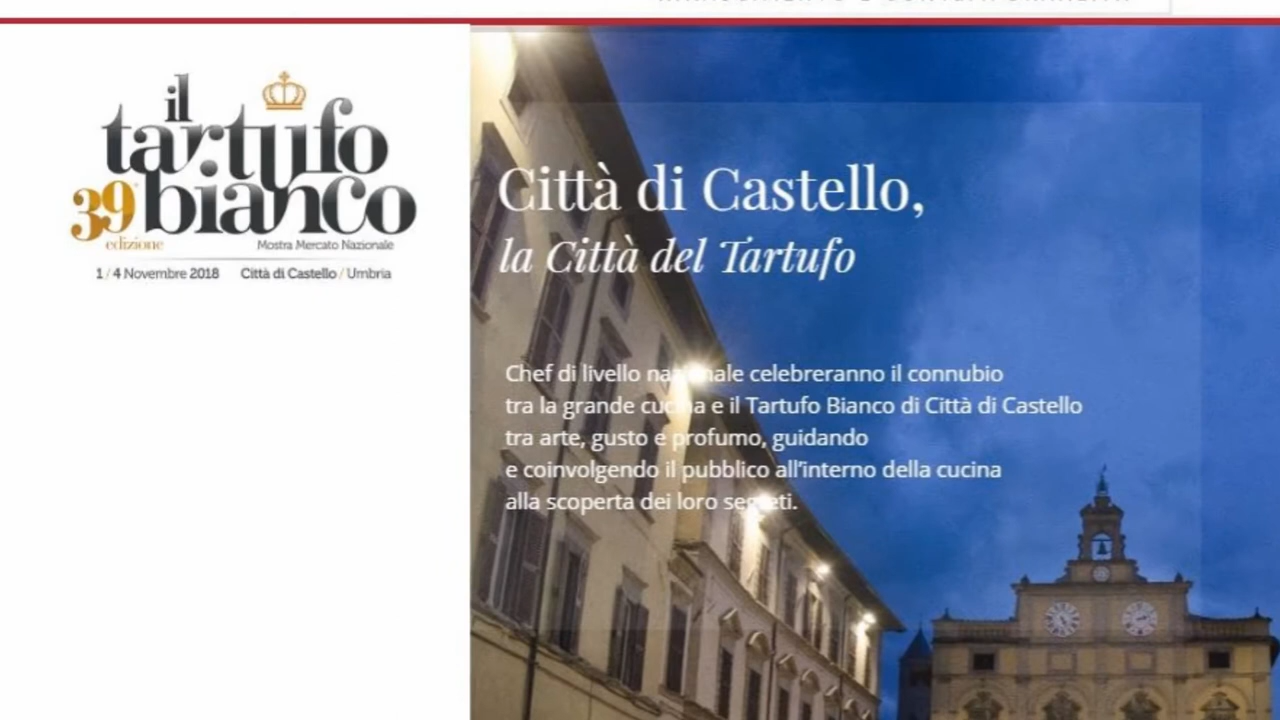 il
tartufo
39° bianco
edizione
Mostra Mercato Nazionale
1 / 4 Novembre 2018 Città di Castello / Umbria
Città di Castello,
la Città del Tartufo
Chef di livello nazionale celebreranno il connubio
tra la grande cucina e il Tartufo Bianco di Città di Castello
tra arte, gusto e profumo, guidando
e coinvolgendo il pubblico all'interno della cucina
alla scoperta dei loro segreti.